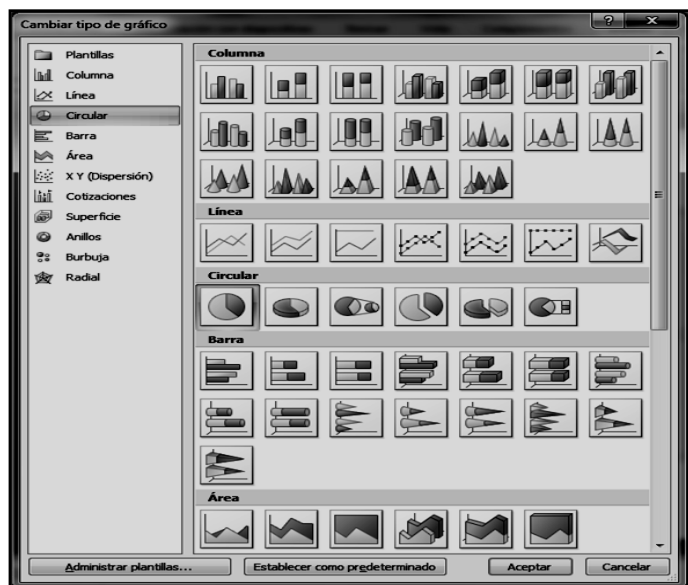 Cambiar tipo de gráfico
Plantillas
Columna
Línea
Circular
Barra
Área
X Y (Dispersión)
Cotizaciones
Superficie
Anillos
Burbuja
Radial
Columna
Línea
Circular
Barra
Área
Administrar plantillas...
Establecer como predeterminado
Aceptar
Cancelar